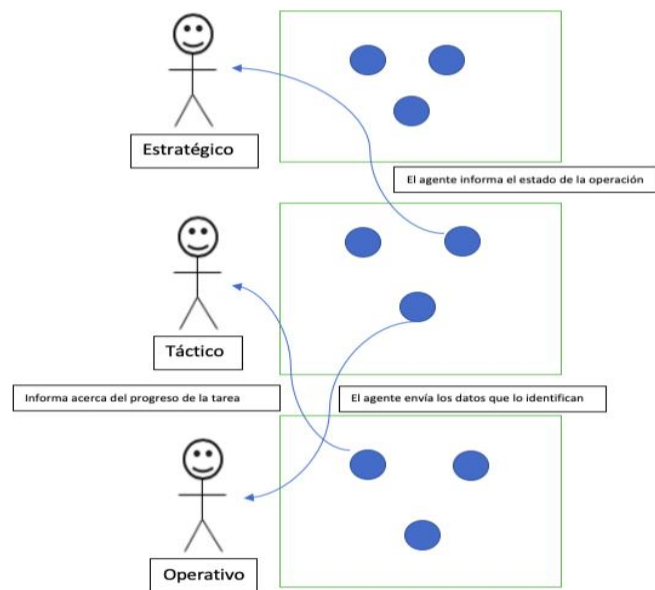 Estratégico
El agente informa el estado de la operación
Táctico
Informa acerca del progreso de la tarea
El agente envía los datos que lo identifican
Operativo